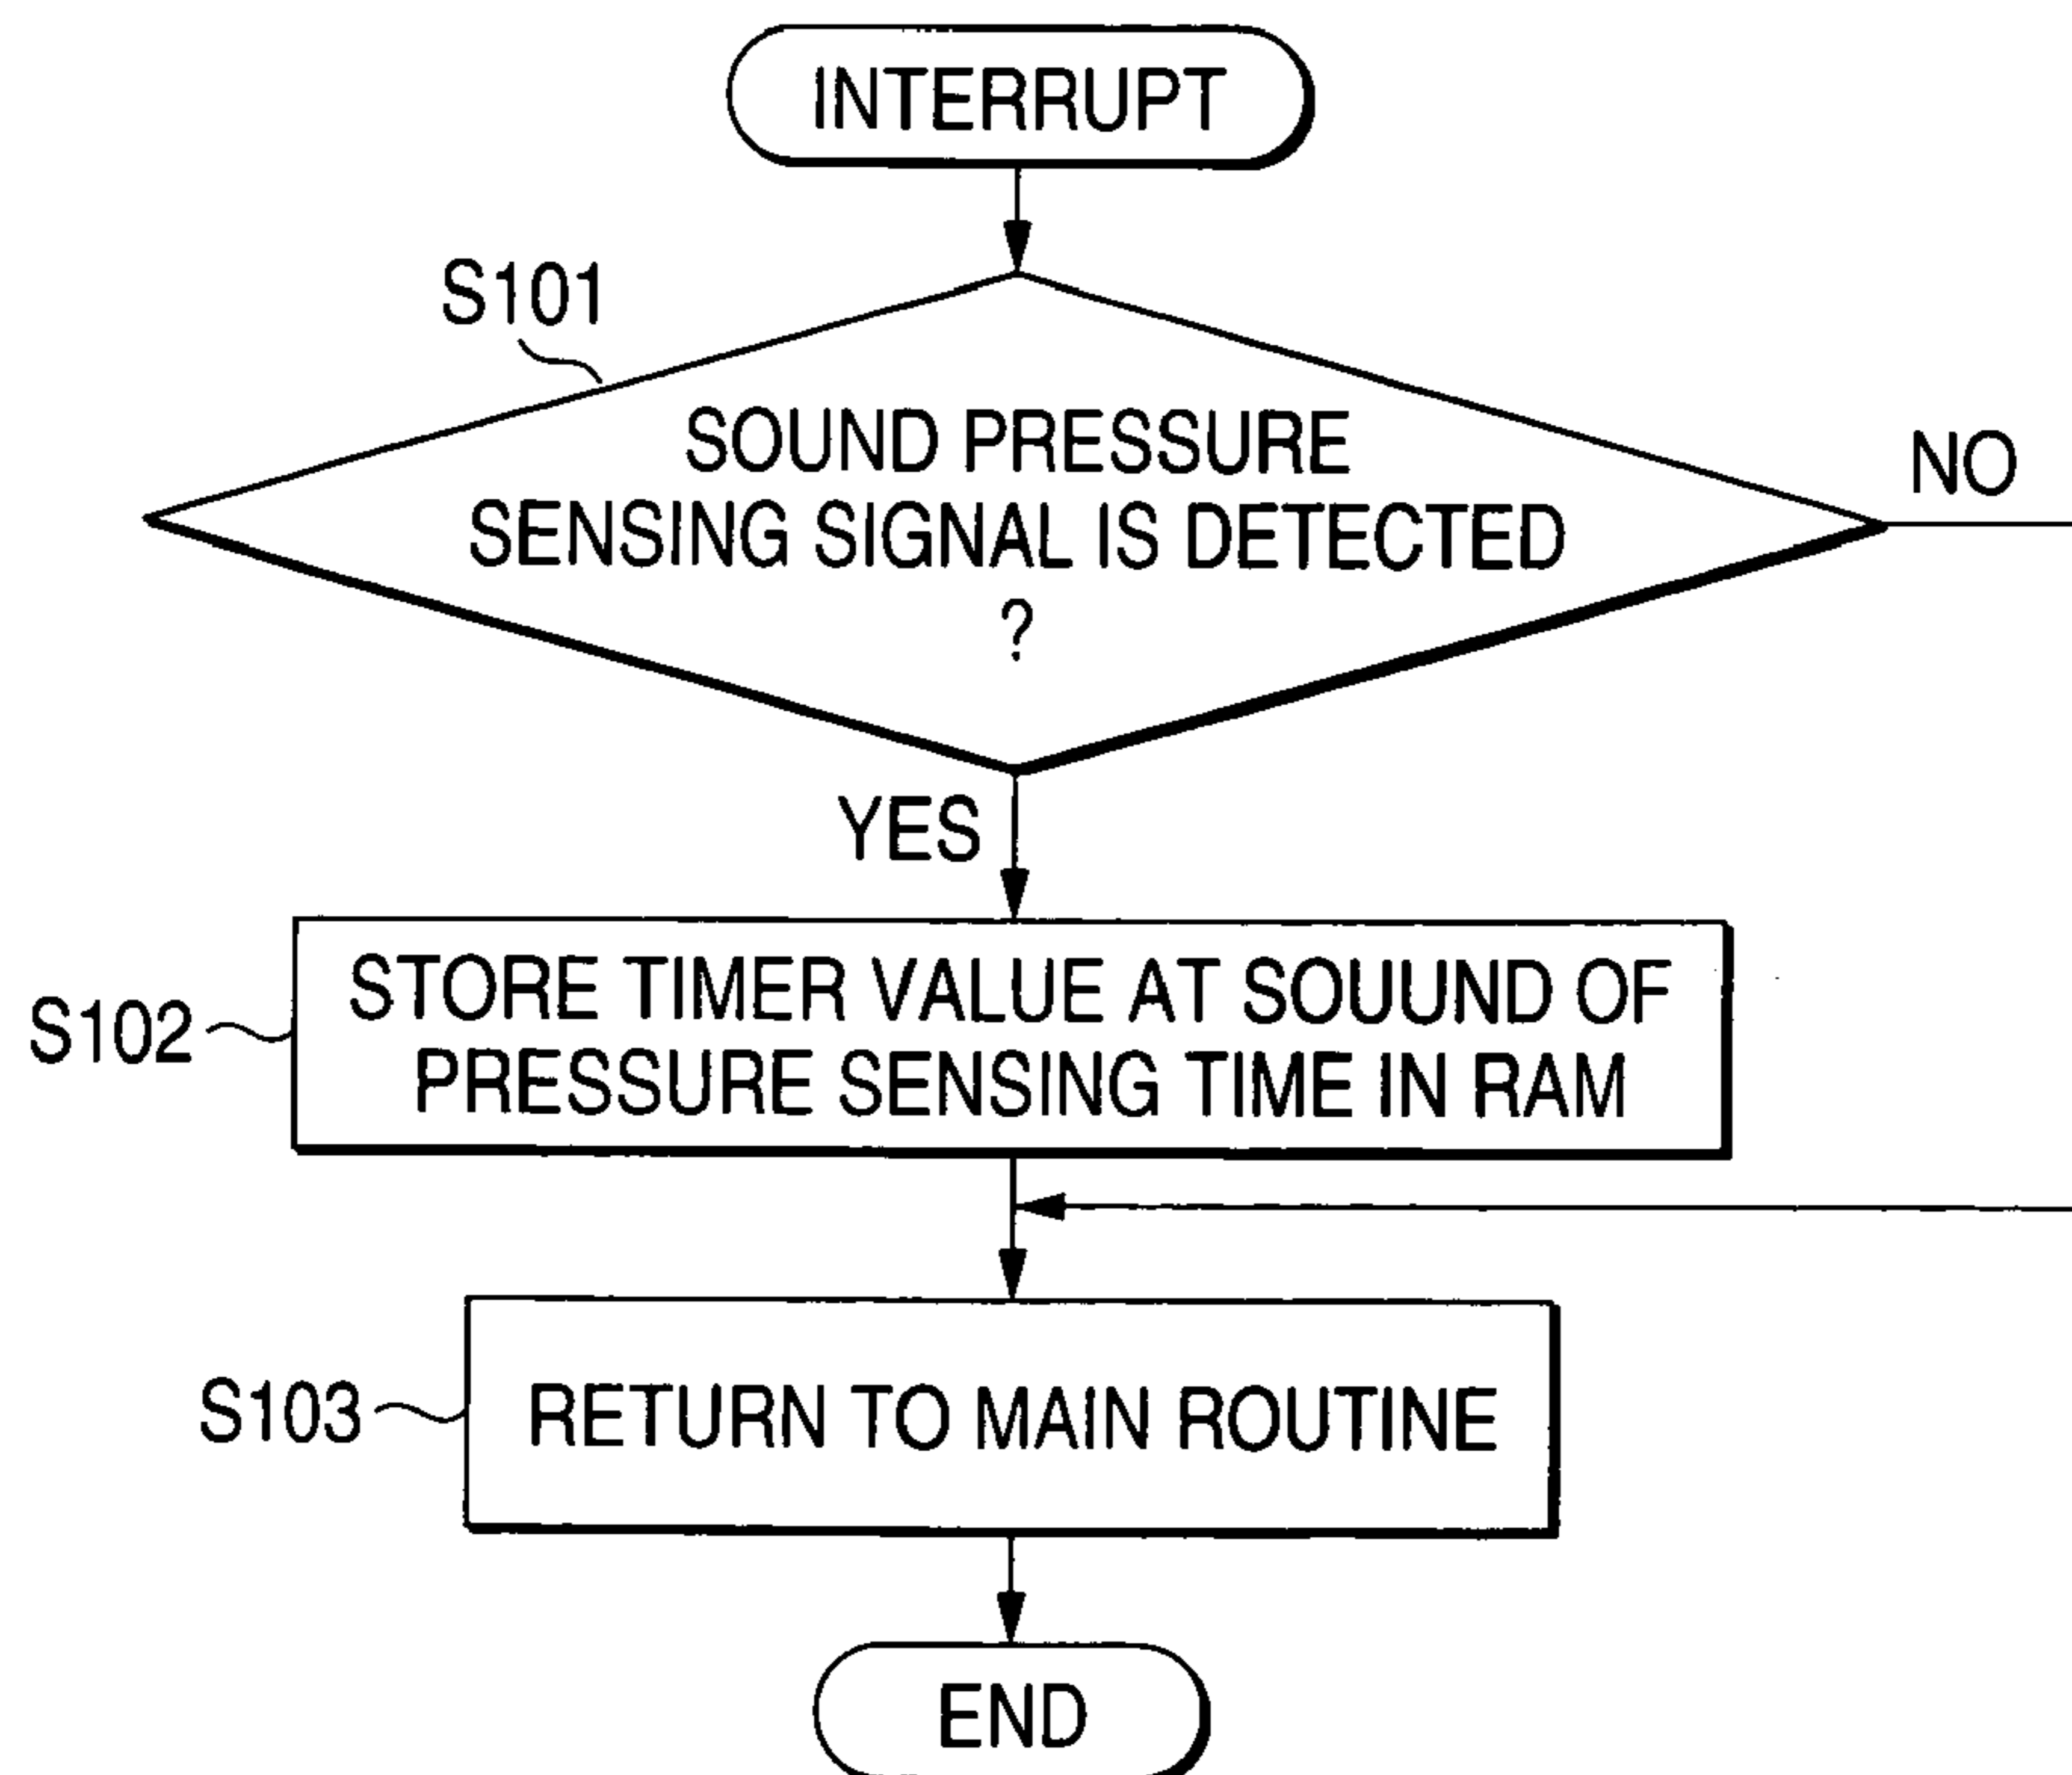 INTERRUPT
S101
SOUND PRESSURE
SENSING SIGNAL IS DETECTED
?
NO
YES
S102
STORE TIMER VALUE AT SOUUND OF
PRESSURE SENSING TIME IN RAM
S103
RETURN TO MAIN ROUTINE
END